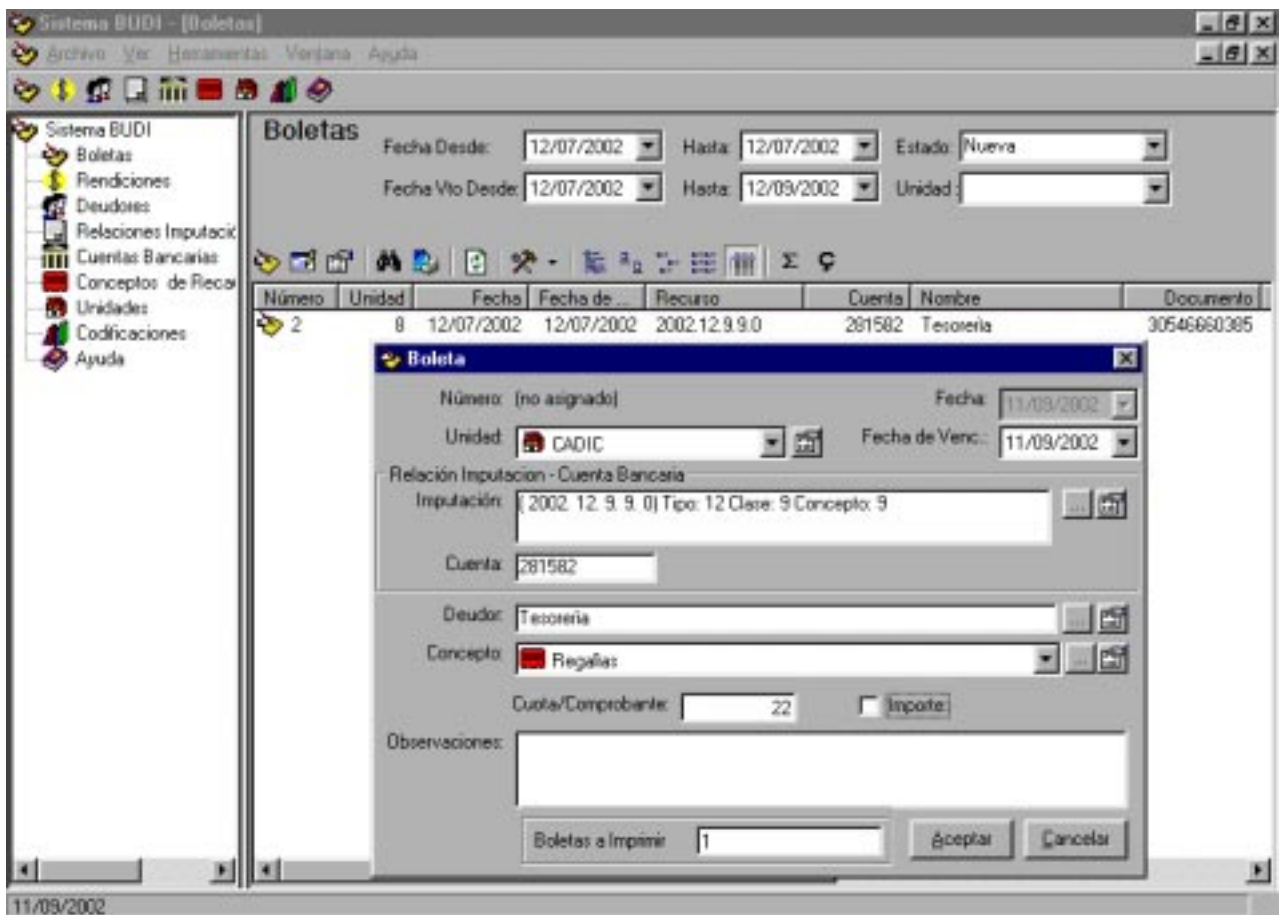 Sistema BUDI - [Boletas]
Archivo Ver Herramientas Ventana Ayuda
Sistema BUDI
Boletas
Rendiciones
Deudores
Relaciones Imputació
Cuentas Bancarias
Conceptos de Recau
Unidades
Codificaciones
Ayuda
Boletas
Fecha Desde: 12/07/2002 Hasta: 12/07/2002 Estado: Nueva
Fecha Vto Desde: 12/07/2002 Hasta: 12/09/2002 Unidad :
Σ Ç
Número Unidad Fecha Fecha de ... Recurso Cuenta Nombre Documento
2 8 12/07/2002 12/07/2002 2002.12.9.9.0 281582 Tesorería 30546660385
Boleta
Número: (no asignado) Fecha: 11/09/2002
Unidad: CADIC Fecha de Venc.: 11/09/2002
Relación Imputacion - Cuenta Bancaria
Imputación: ( 2002. 12. 9. 9. 0) Tipo: 12 Clase: 9 Concepto: 9 ...
Cuenta: 281582
Deudor: Tesorería ...
Concepto: Regalías ...
Cuota/Comprobante: 22 Importe:
Observaciones:
Boletas a Imprimir 1 Aceptar Cancelar
11/09/2002